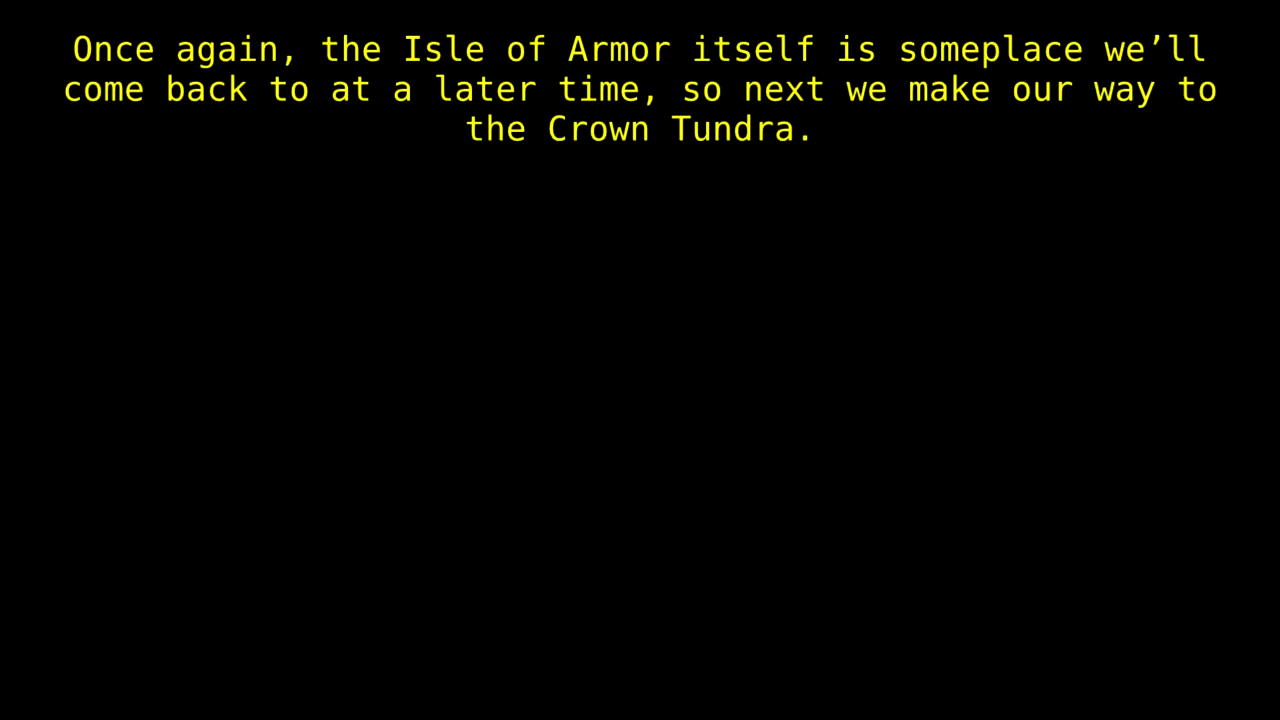 Once again, the Isle of Armor itself is someplace we’ll
come back to at a later time, so next we make our way to
the Crown Tundra.